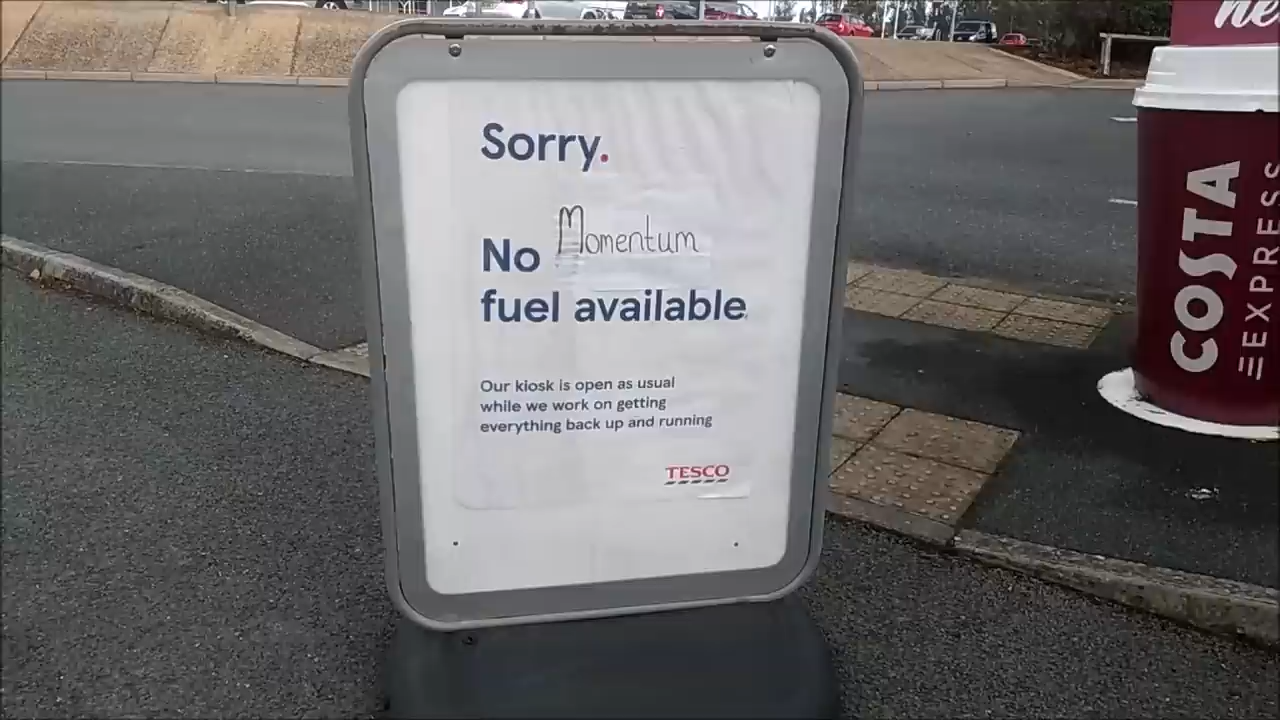 Sorry.
No Momentum
fuel available
Our kiosk is open as usual
while we work on getting
everything back up and running
TESCO
ne
COSTA
EXPRESS